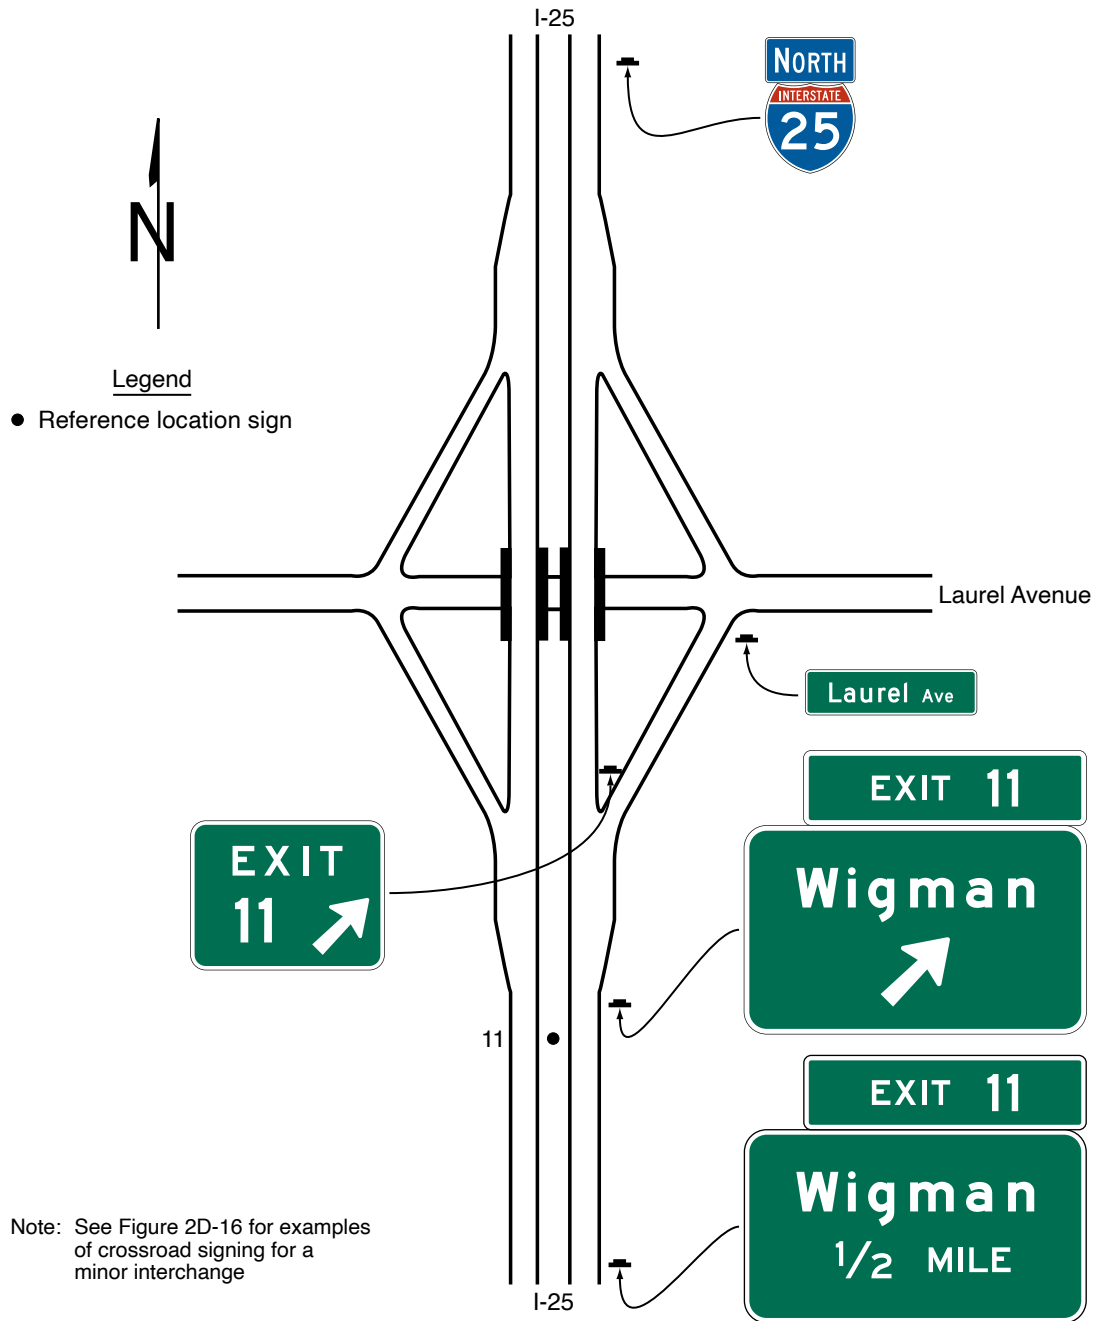 I-25
NORTH
INTERSTATE
25
N
Legend
● Reference location sign
Laurel Avenue
Laurel Ave
EXIT 11
Wigman
EXIT
11
11
EXIT 11
Wigman
1/2 MILE
Note: See Figure 2D-16 for examples
of crossroad signing for a
minor interchange
I-25